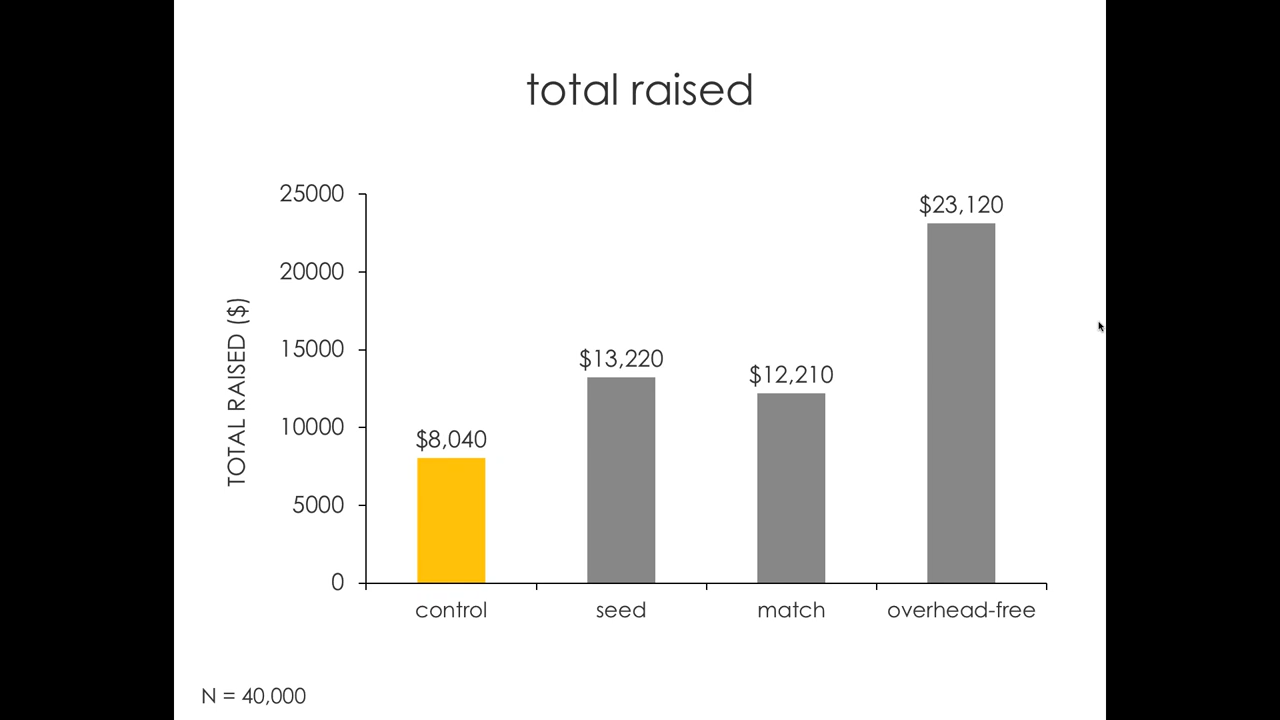 total raised
TOTAL RAISED ($)
25000
20000
15000
10000
5000
0
$8,040
$13,220
$12,210
$23,120
control
seed
match
overhead-free
N = 40,000